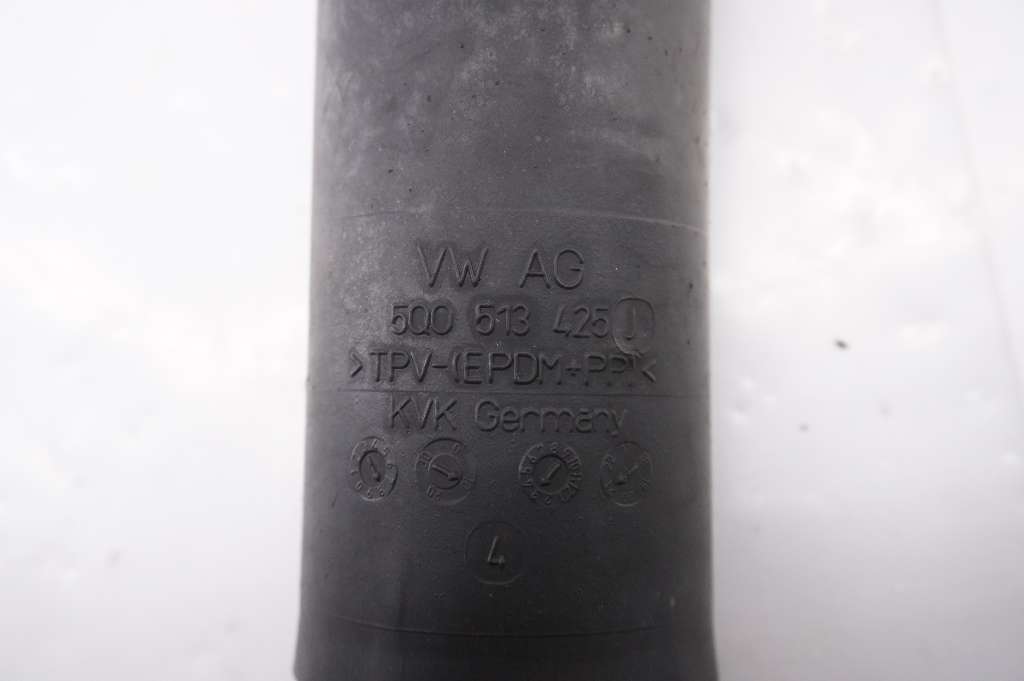 VW AG
5Q0 513 425 J
>TPV-(EPDM+PP)<
KVK Germany
4